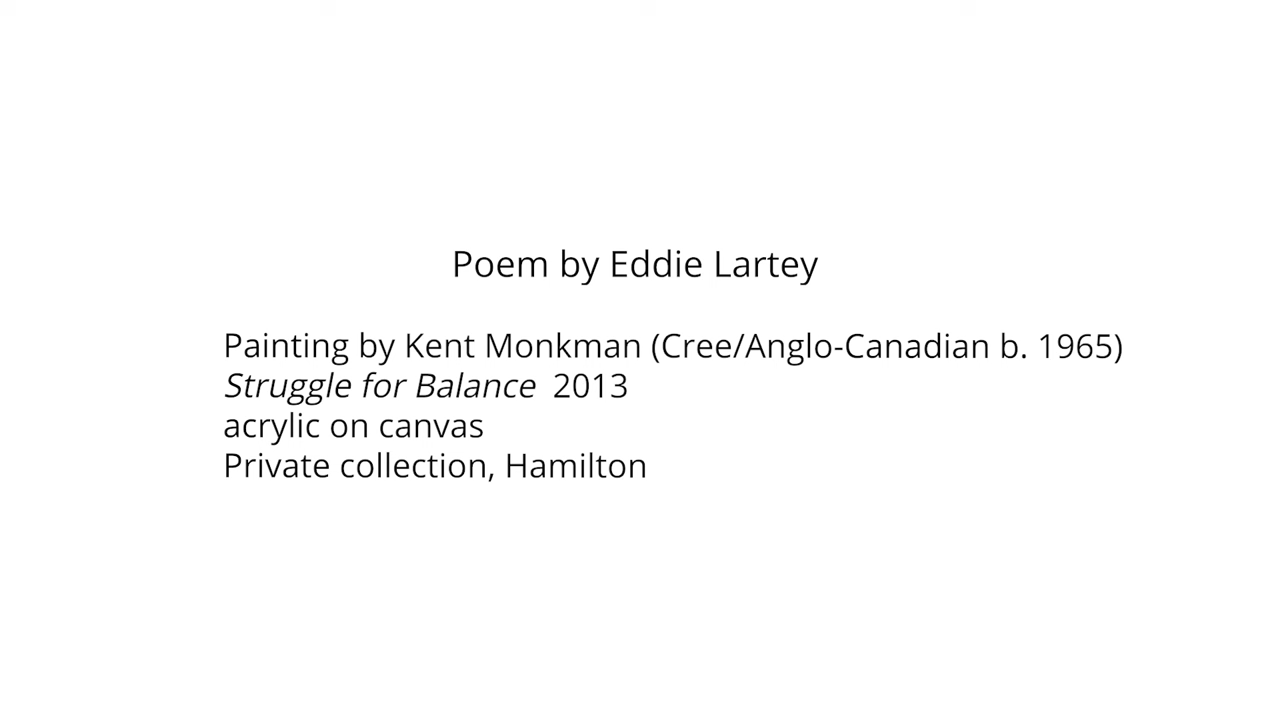 Poem by Eddie Lartey
Painting by Kent Monkman (Cree/Anglo-Canadian b. 1965)
Struggle for Balance 2013
acrylic on canvas
Private collection, Hamilton